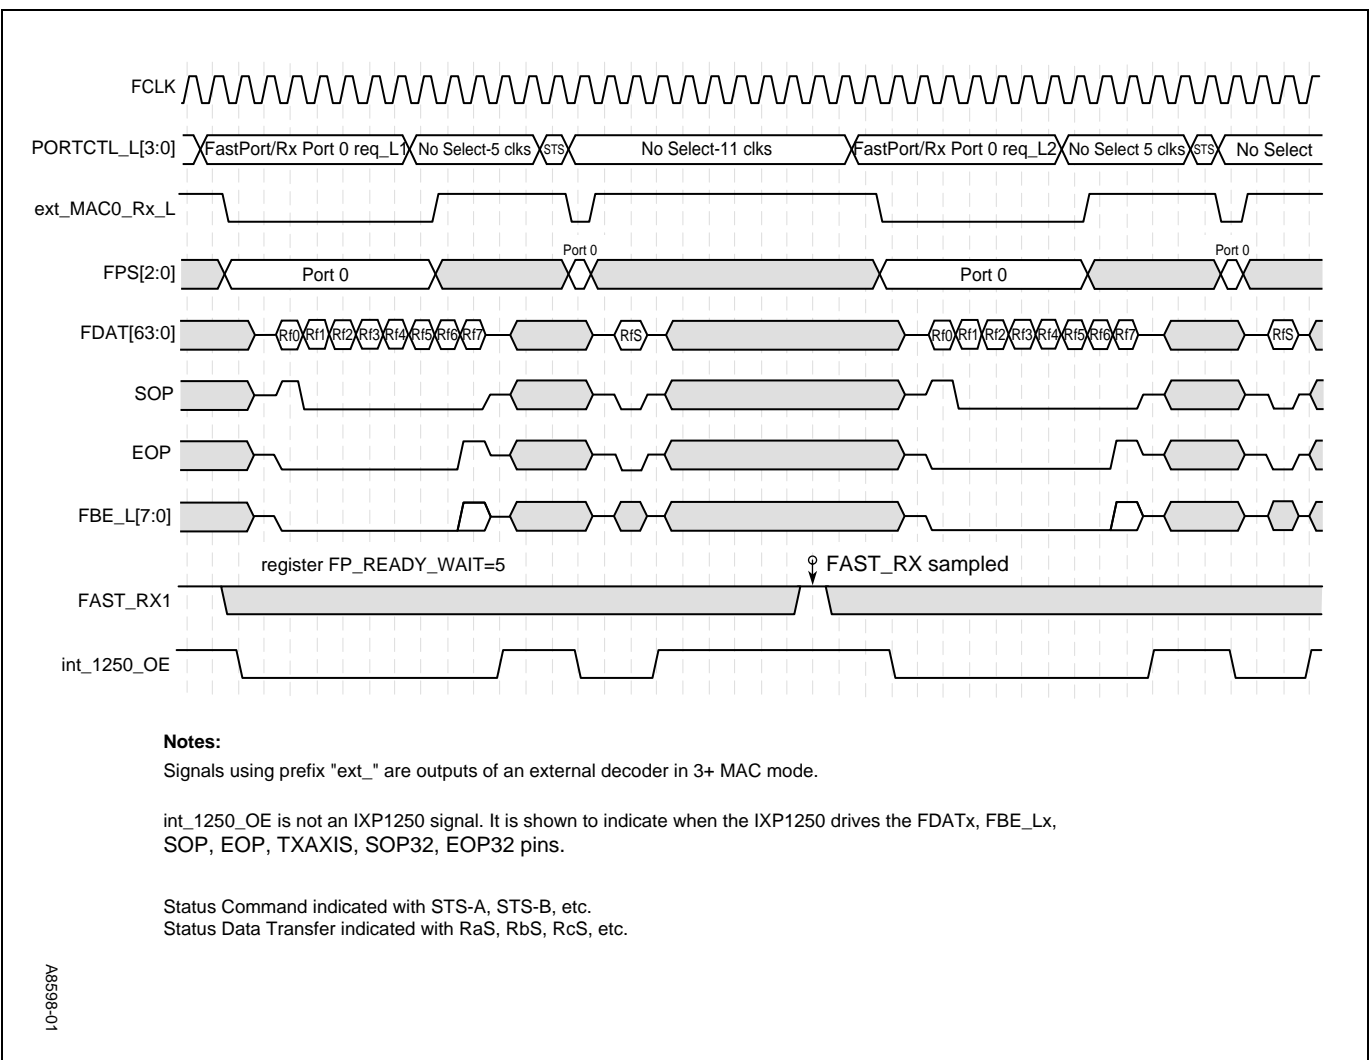 FCLK
PORTCTL_L[3:0] FastPort/Rx Port 0 req_L1 No Select-5 clks STS No Select-11 clks FastPort/Rx Port 0 req_L2 No Select 5 clks STS No Select
ext_MAC0_Rx_L
Port 0 Port 0
FPS[2:0] Port 0 Port 0
FDAT[63:0] Rf0 Rf1 Rf2 Rf3 Rf4 Rf5 Rf6 Rf7 RfS Rf0 Rf1 Rf2 Rf3 Rf4 Rf5 Rf6 Rf7 RfS
SOP
EOP
FBE_L[7:0]
register FP_READY_WAIT=5 FAST_RX sampled
FAST_RX1
int_1250_OE
Notes:
Signals using prefix "ext_" are outputs of an external decoder in 3+ MAC mode.
int_1250_OE is not an IXP1250 signal. It is shown to indicate when the IXP1250 drives the FDATx, FBE_Lx,
SOP, EOP, TXAXIS, SOP32, EOP32 pins.
Status Command indicated with STS-A, STS-B, etc.
Status Data Transfer indicated with RaS, RbS, RcS, etc.
A8598-01